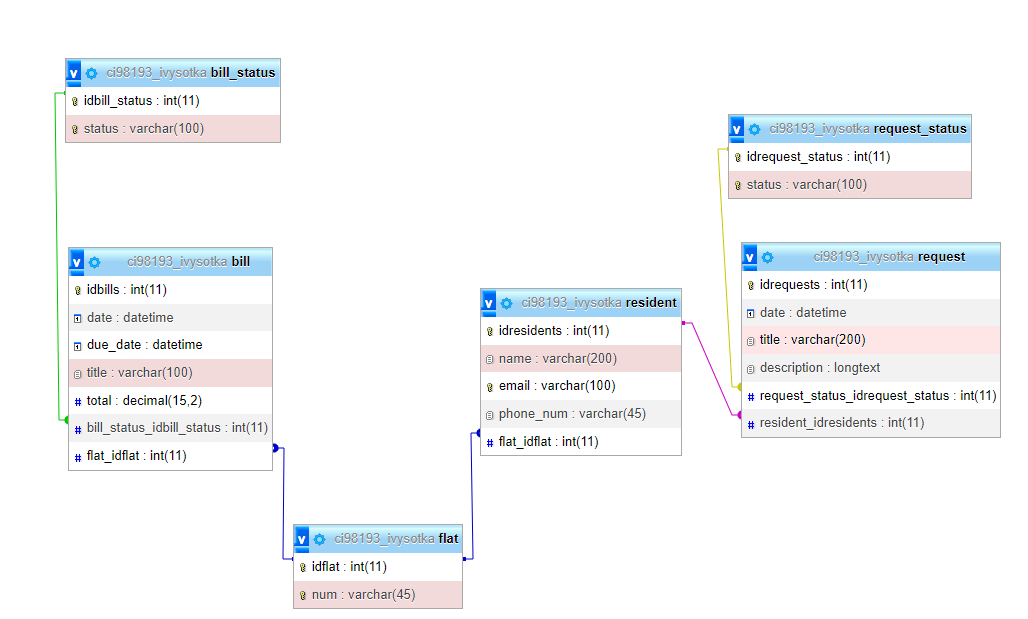 v ci98193_ivysotka bill_status
idbill_status : int(11)
status : varchar(100)
v ci98193_ivysotka request_status
idrequest_status : int(11)
status : varchar(100)
v ci98193_ivysotka bill
idbills : int(11)
date : datetime
due_date : datetime
title : varchar(100)
# total : decimal(15,2)
# bill_status_idbill_status : int(11)
# flat_idflat : int(11)
v ci98193_ivysotka resident
idresidents : int(11)
name : varchar(200)
email : varchar(100)
phone_num : varchar(45)
# flat_idflat : int(11)
v ci98193_ivysotka request
idrequests : int(11)
date : datetime
title : varchar(200)
description : longtext
# request_status_idrequest_status : int(11)
# resident_idresidents : int(11)
v ci98193_ivysotka flat
idflat : int(11)
num : varchar(45)